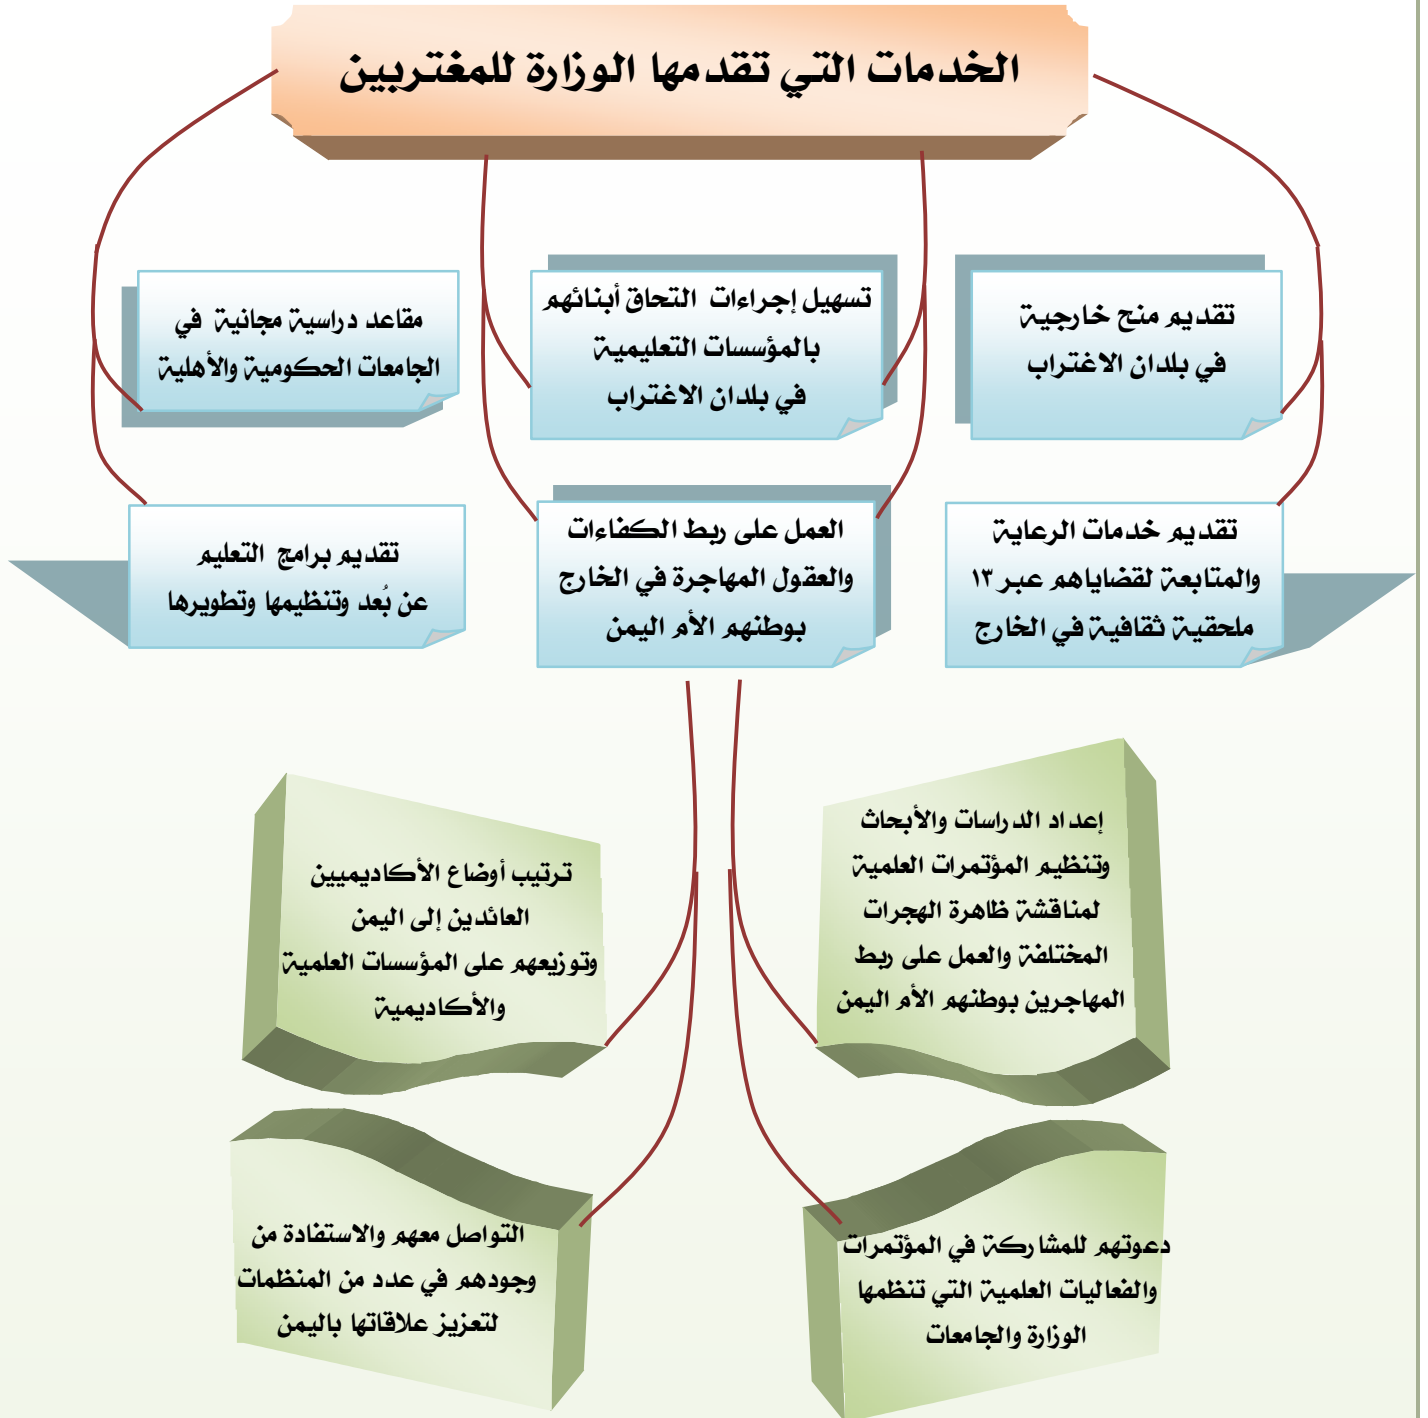 الخدمات التي تقدمها الوزارة للمغتربين
تقديم منح خارجية
في بلدان الاغتراب
تسهيل إجراءات التحاق أبنائهم
بالمؤسسات التعليمية
في بلدان الاغتراب
مقاعد دراسية مجانية في
الجامعات الحكومية والأهلية
تقديم خدمات الرعاية
والمتابعة لقضاياهم عبر ١٣
ملحقية ثقافية في الخارج
العمل على ربط الكفاءات
والعقول المهاجرة في الخارج
بوطنهم الأم اليمن
تقديم برامج التعليم
عن بُعد وتنظيمها وتطويرها
إعداد الدراسات والأبحاث
وتنظيم المؤتمرات العلمية
لمناقشة ظاهرة الهجرات
المختلفة والعمل على ربط
المهاجرين بوطنهم الأم اليمن
ترتيب أوضاع الأكاديميين
العائدين إلى اليمن
وتوزيعهم على المؤسسات العلمية
والأكاديمية
دعوتهم للمشاركة في المؤتمرات
والفعاليات العلمية التي تنظمها
الوزارة والجامعات
التواصل معهم والاستفادة من
وجودهم في عدد من المنظمات
لتعزيز علاقاتها باليمن